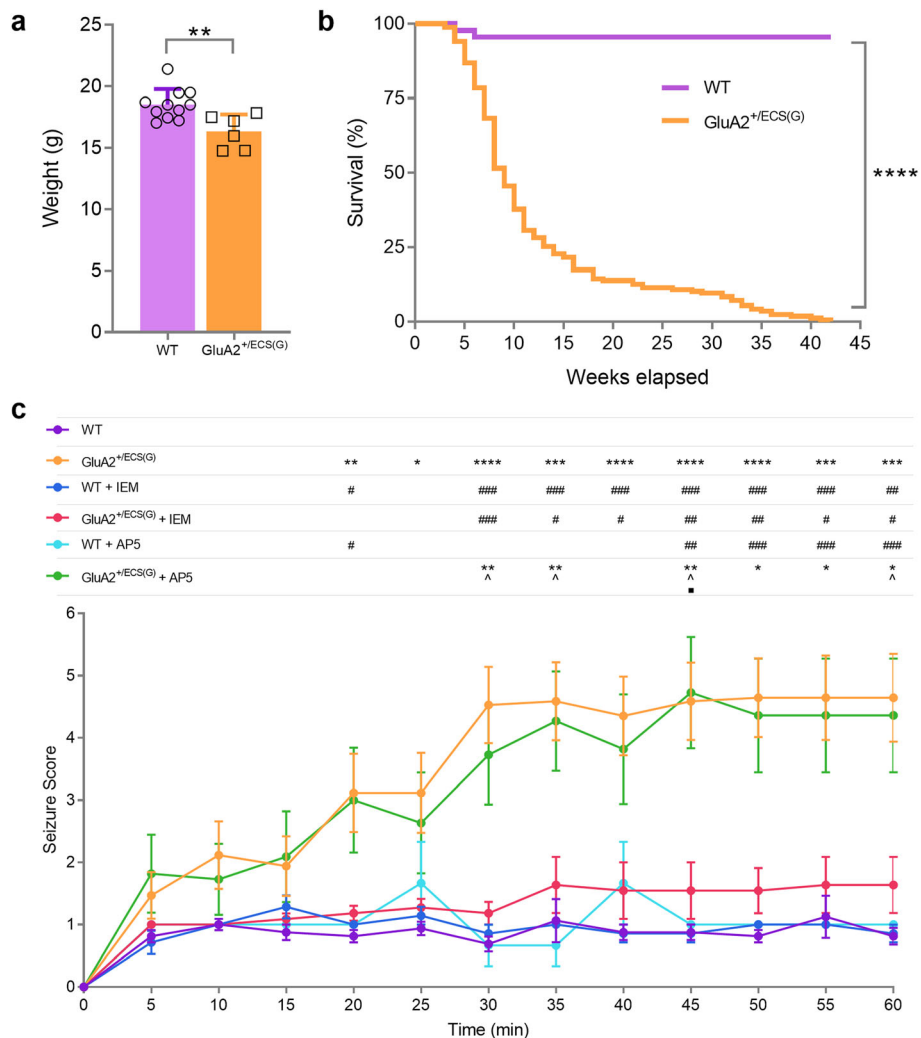 a
**
25
20
15
10
5
0
Weight (g)
WT
GluA2+/ECS(G)
b
100
75
50
25
0
Survival (%)
WT
GluA2+/ECS(G)
****
0 5 10 15 20 25 30 35 40 45
Weeks elapsed
c
WT
GluA2+/ECS(G) ** * **** *** **** **** **** *** ***
WT + IEM # ### ### ### ### ### ### ##
GluA2+/ECS(G) + IEM ### # # ## ## # #
WT + AP5 # ## ### ### ###
GluA2+/ECS(G) + AP5 ** ** ** * * *
^ ^ ^ ^
▪
6
5
4
3
2
1
0
Seizure Score
0 5 10 15 20 25 30 35 40 45 50 55 60
Time (min)